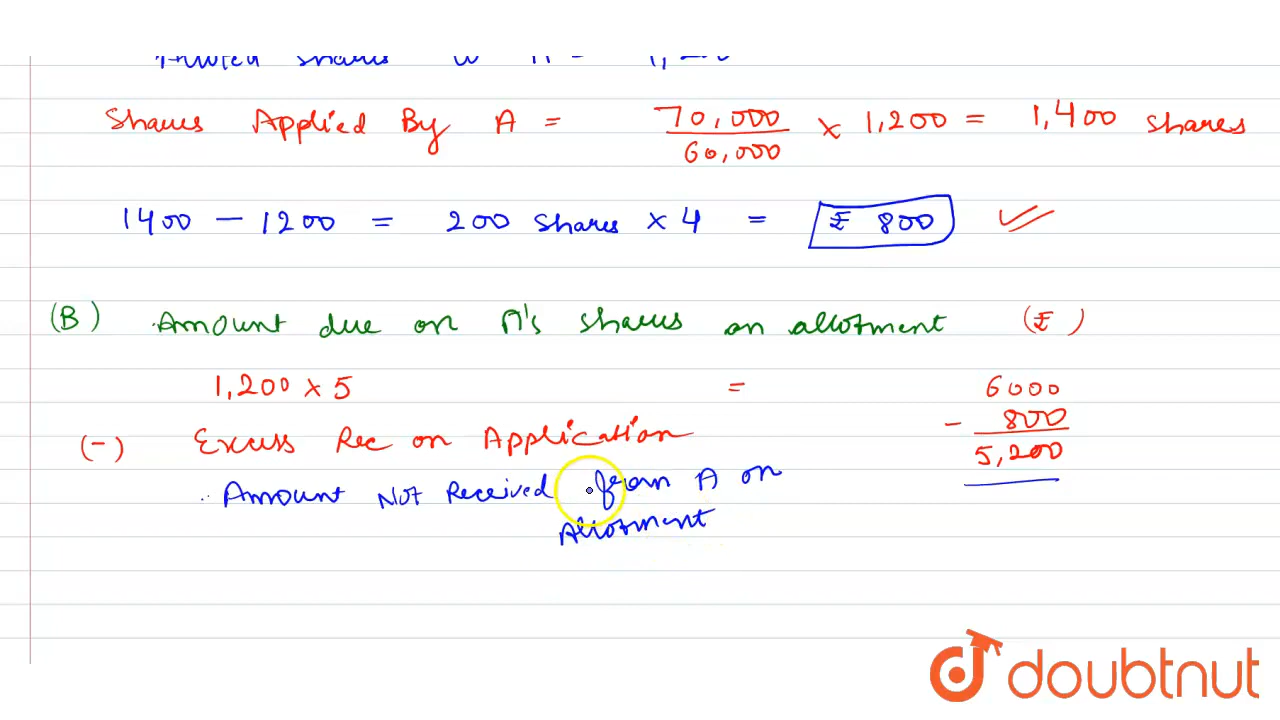 shares
Shares Applied By A = 70,000 / 60,000 × 1,200 = 1,400 shares
1400 - 1200 = 200 shares × 4 = ₹ 800
(B) Amount due on A's shares on allotment (₹)
1,200 × 5 = 6000
(-) Excess Rec on Application - 800
5,200
Amount Not Received from A on
Allotment
doubtnut